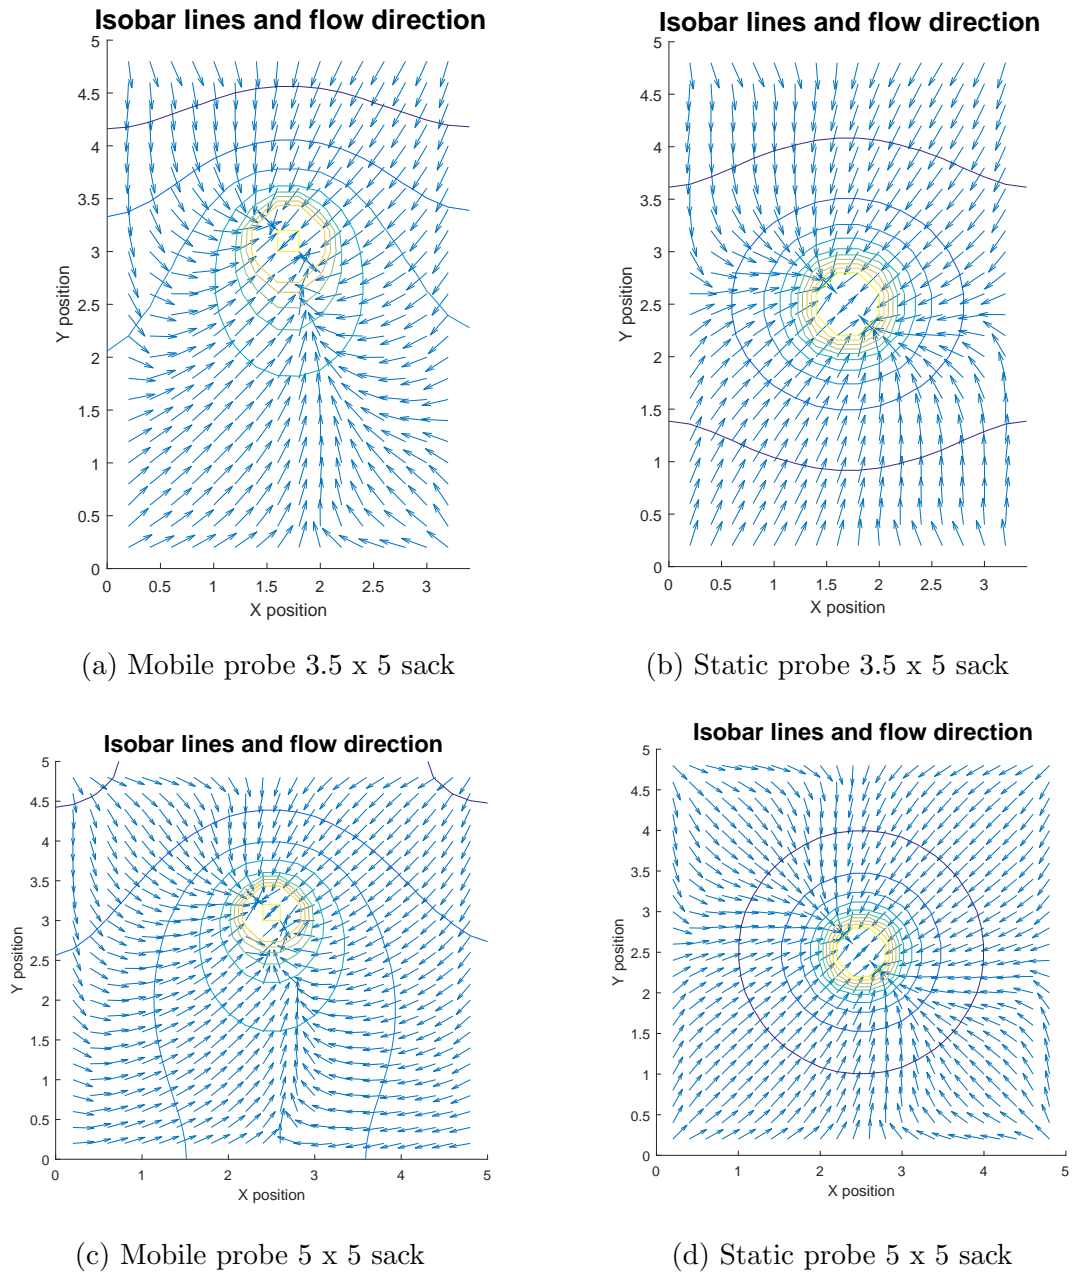 Isobar lines and flow direction
5
4.5
4
3.5
3
2.5
2
1.5
1
0.5
0
Y position
0 0.5 1 1.5 2 2.5 3
X position
(a) Mobile probe 3.5 x 5 sack
Isobar lines and flow direction
5
4.5
4
3.5
3
2.5
2
1.5
1
0.5
0
Y position
0 0.5 1 1.5 2 2.5 3
X position
(b) Static probe 3.5 x 5 sack
Isobar lines and flow direction
5
4.5
4
3.5
3
2.5
2
1.5
1
0.5
0
Y position
0 1 2 3 4 5
X position
(c) Mobile probe 5 x 5 sack
Isobar lines and flow direction
5
4.5
4
3.5
3
2.5
2
1.5
1
0.5
0
Y position
0 1 2 3 4 5
X position
(d) Static probe 5 x 5 sack